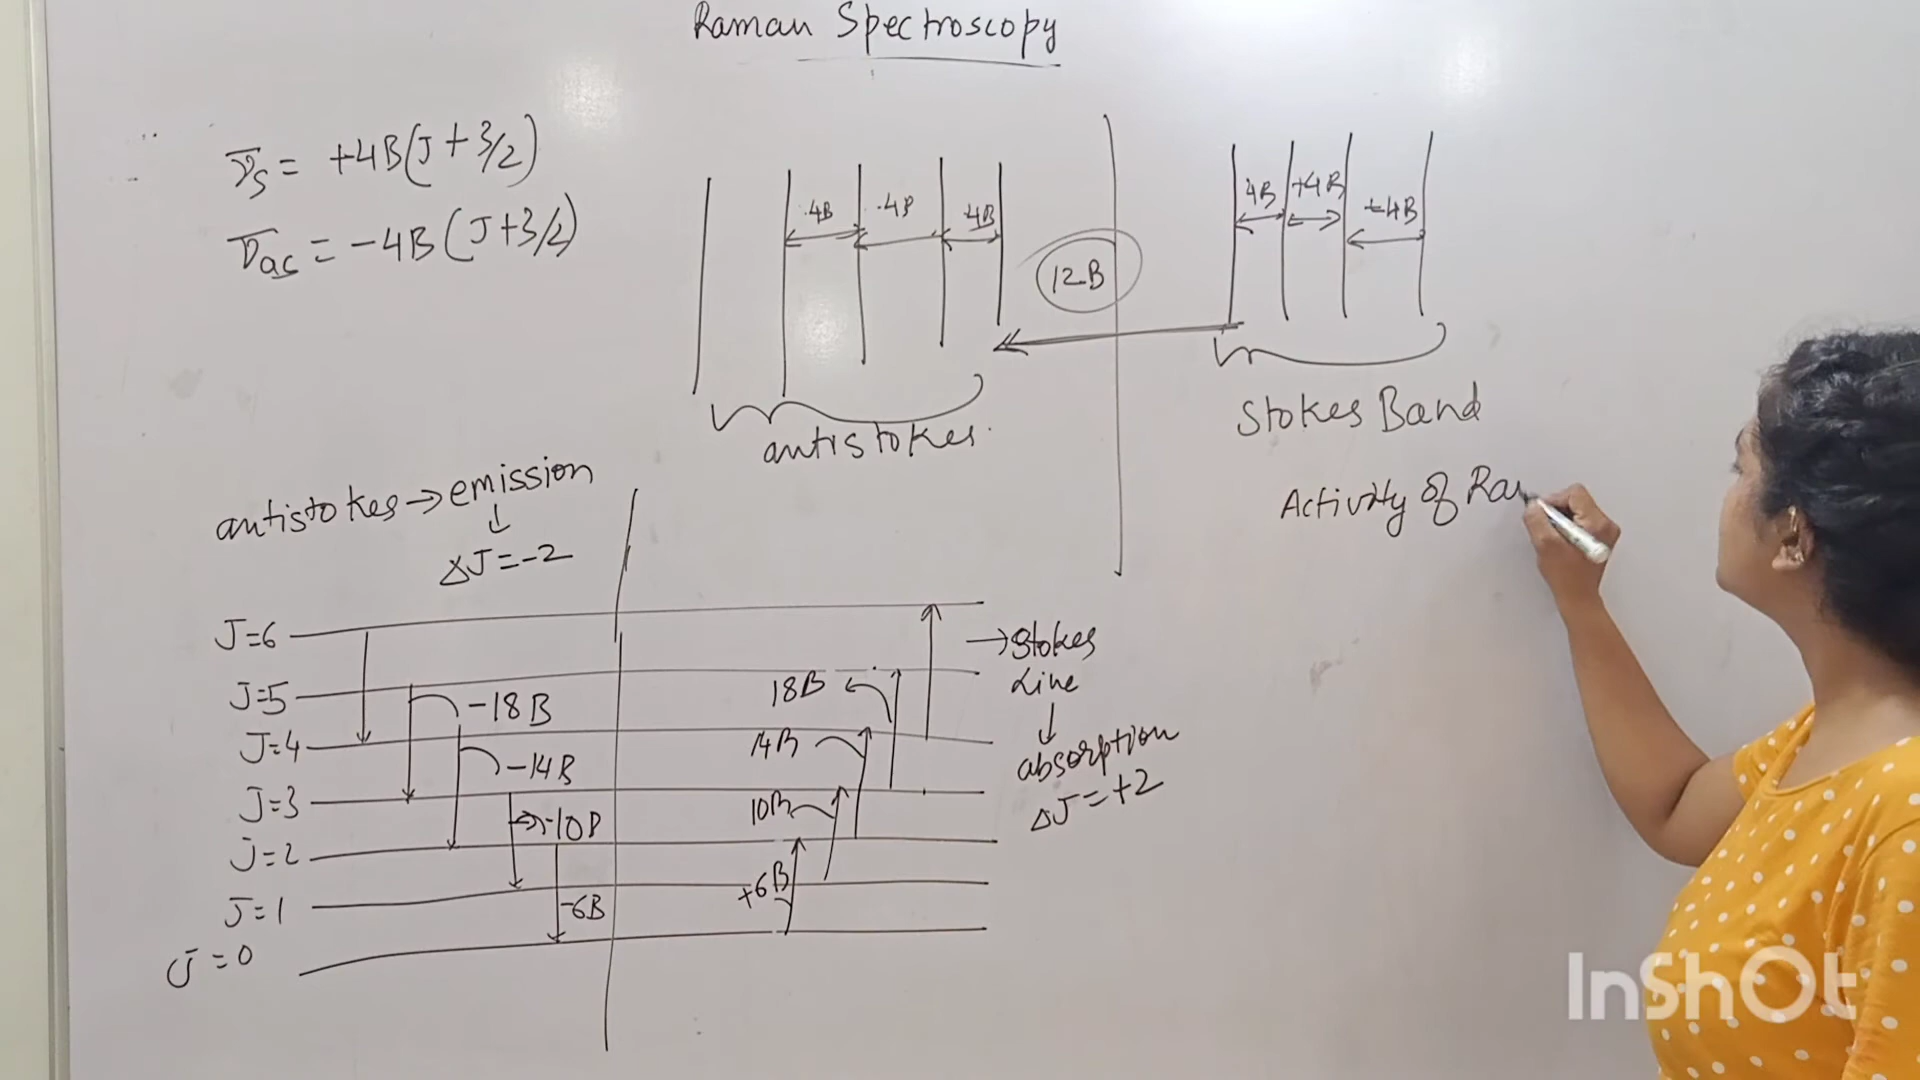 Raman Spectroscopy
ν̅s = +4B(J + 3/2)
ν̅as = -4B(J + 3/2)
4B 4B 4B
12B
4B +4B +4B
antistokes
Stokes Band
antistokes → emission
↓
ΔJ = -2
Activity of Ra
J=6
J=5
J=4
J=3
J=2
J=1
J=0
-18B
-14B
-10B
-6B
18B
14B
10B
+6B
→ Stokes
Line
↓
absorption
ΔJ = +2
InShOt